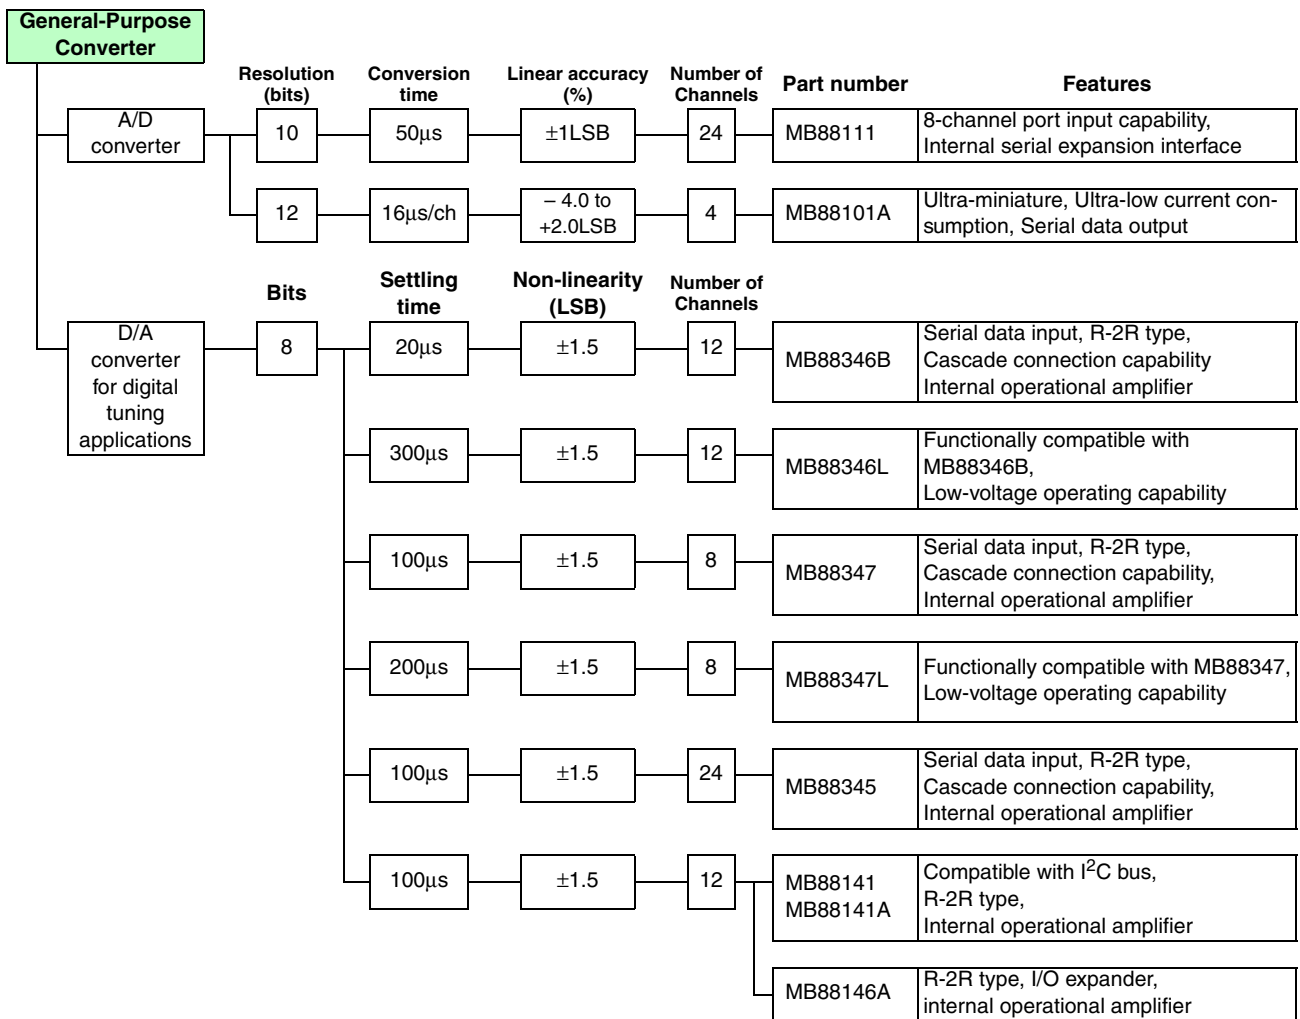 General-Purpose
Converter
Resolution
(bits)
Conversion
time
Linear accuracy
(%)
Number of
Channels
Part number
Features
A/D
converter
10
50μs
±1LSB
24
MB88111
8-channel port input capability,
Internal serial expansion interface
12
16μs/ch
– 4.0 to
+2.0LSB
4
MB88101A
Ultra-miniature, Ultra-low current con-
sumption, Serial data output
Bits
Settling
time
Non-linearity
(LSB)
Number of
Channels
D/A
converter
for digital
tuning
applications
8
20μs
±1.5
12
MB88346B
Serial data input, R-2R type,
Cascade connection capability
Internal operational amplifier
300μs
±1.5
12
MB88346L
Functionally compatible with
MB88346B,
Low-voltage operating capability
100μs
±1.5
8
MB88347
Serial data input, R-2R type,
Cascade connection capability,
Internal operational amplifier
200μs
±1.5
8
MB88347L
Functionally compatible with MB88347,
Low-voltage operating capability
100μs
±1.5
24
MB88345
Serial data input, R-2R type,
Cascade connection capability,
Internal operational amplifier
100μs
±1.5
12
MB88141
MB88141A
Compatible with I²C bus,
R-2R type,
Internal operational amplifier
MB88146A
R-2R type, I/O expander,
internal operational amplifier